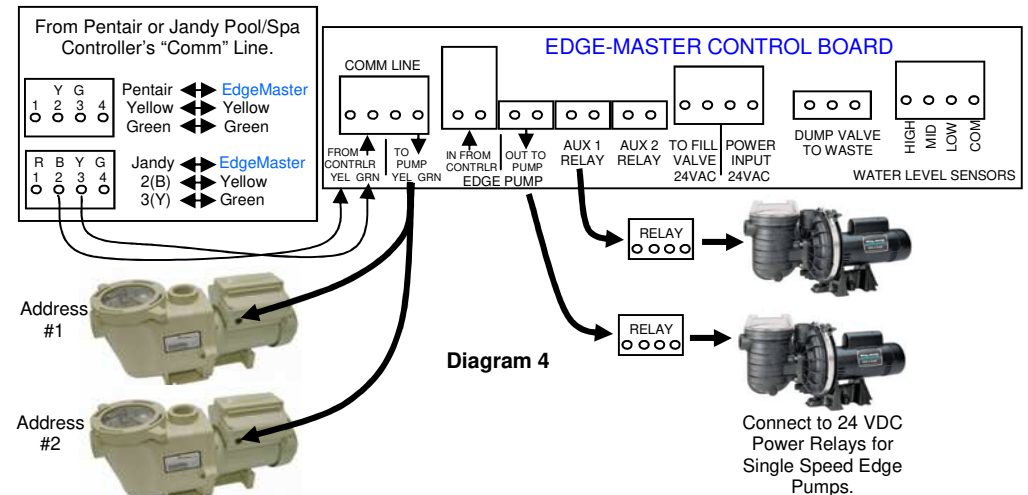 From Pentair or Jandy Pool/Spa
Controller's "Comm" Line.
Y G
1 2 3 4
Pentair EdgeMaster
Yellow Yellow
Green Green
R B Y G
1 2 3 4
Jandy EdgeMaster
2(B) Yellow
3(Y) Green
EDGE-MASTER CONTROL BOARD
COMM LINE
FROM
CONTRLR
YEL GRN
TO
PUMP
YEL GRN
IN FROM
CONTRLR
OUT TO
PUMP
EDGE PUMP
AUX 1
RELAY
AUX 2
RELAY
TO FILL
VALVE
24VAC
POWER
INPUT
24VAC
DUMP VALVE
TO WASTE
HIGH
MID
LOW
COM
WATER LEVEL SENSORS
RELAY
RELAY
Address
#1
Address
#2
Diagram 4
Connect to 24 VDC
Power Relays for
Single Speed Edge
Pumps.